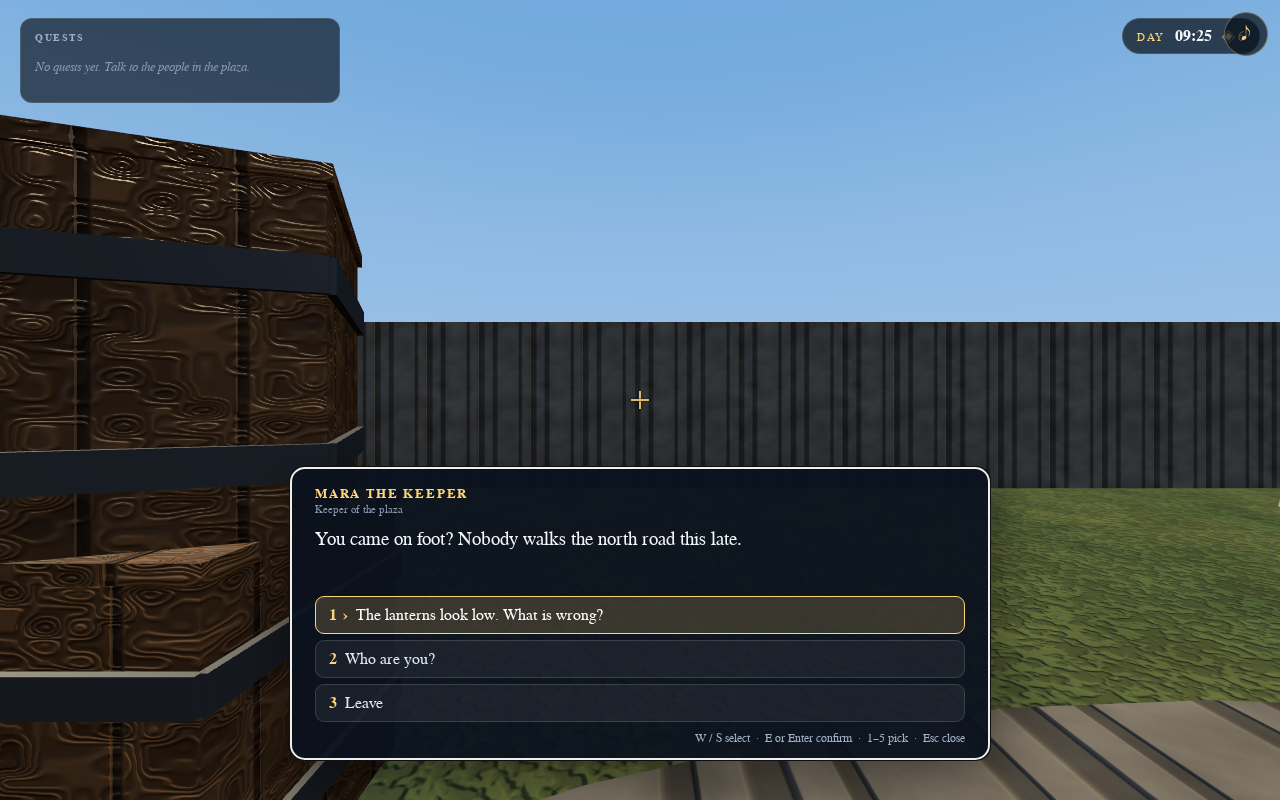 QUESTS
No quests yet. Talk to the people in the plaza.
DAY 09:25
MARA THE KEEPER
Keeper of the plaza
You came on foot? Nobody walks the north road this late.
1 › The lanterns look low. What is wrong?
2 Who are you?
3 Leave
W / S select · E or Enter confirm · 1–5 pick · Esc close